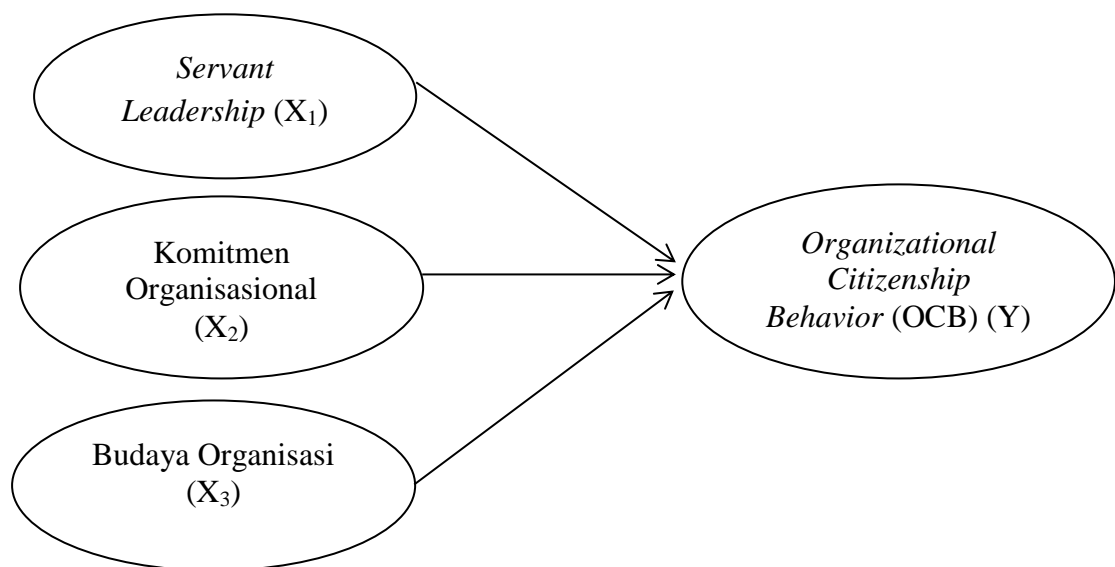 Servant
Leadership (X₁)
Komitmen
Organisasional
(X₂)
Budaya Organisasi
(X₃)
Organizational
Citizenship
Behavior (OCB) (Y)